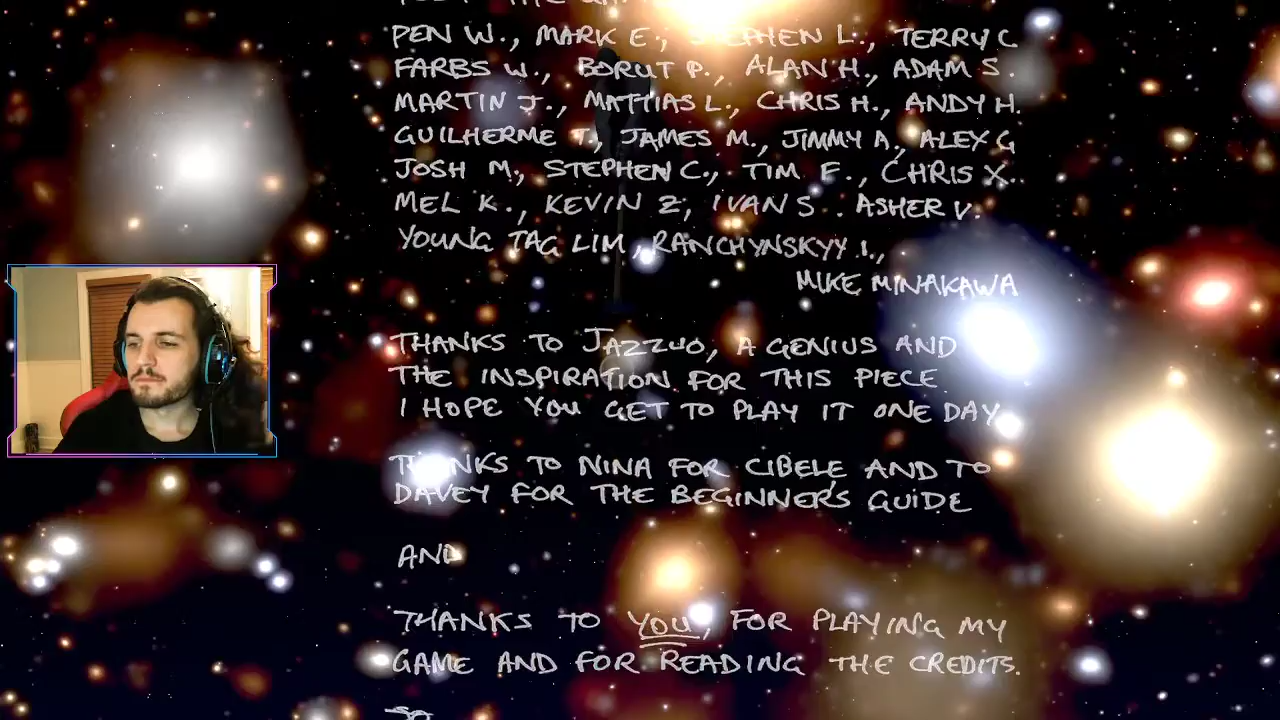 PEN W., MARK E., STEPHEN L., TERRY C
FARBS W., BORUT P., ALAN H., ADAM S.
MARTIN J., MATTIAS L., CHRIS H., ANDY H.
GUILHERME T., JAMES M., JIMMY A., ALEX G
JOSH M., STEPHEN C., TIM F., CHRIS X..
MEL K., KEVIN Z, IVAN S . ASHER V.
YOUNG TAG LIM, RANCHYNSKYY I.,
MIKE MINAKAWA
THANKS TO JAZZUO, A GENIUS AND
THE INSPIRATION FOR THIS PIECE
I HOPE YOU GET TO PLAY IT ONE DAY
THANKS TO NINA FOR CIBELE AND TO
DAVEY FOR THE BEGINNER'S GUIDE
AND
THANKS TO YOU, FOR PLAYING MY
GAME AND FOR READING THE CREDITS.
SO